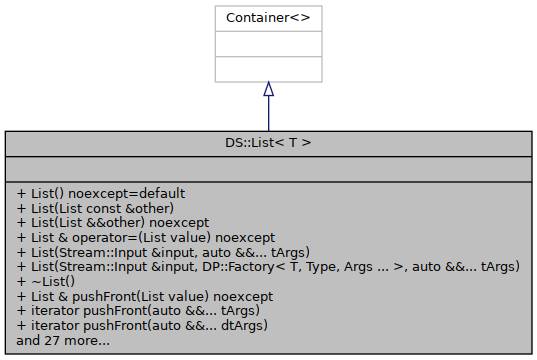 Container<>
DS::List< T >
+ List() noexcept=default
+ List(List const &other)
+ List(List &&other) noexcept
+ List & operator=(List value) noexcept
+ List(Stream::Input &input, auto &&... tArgs)
+ List(Stream::Input &input, DP::Factory< T, Type, Args ... >, auto &&... tArgs)
+ ~List()
+ List & pushFront(List value) noexcept
+ iterator pushFront(auto &&... tArgs)
+ iterator pushFront(auto &&... dtArgs)
and 27 more...